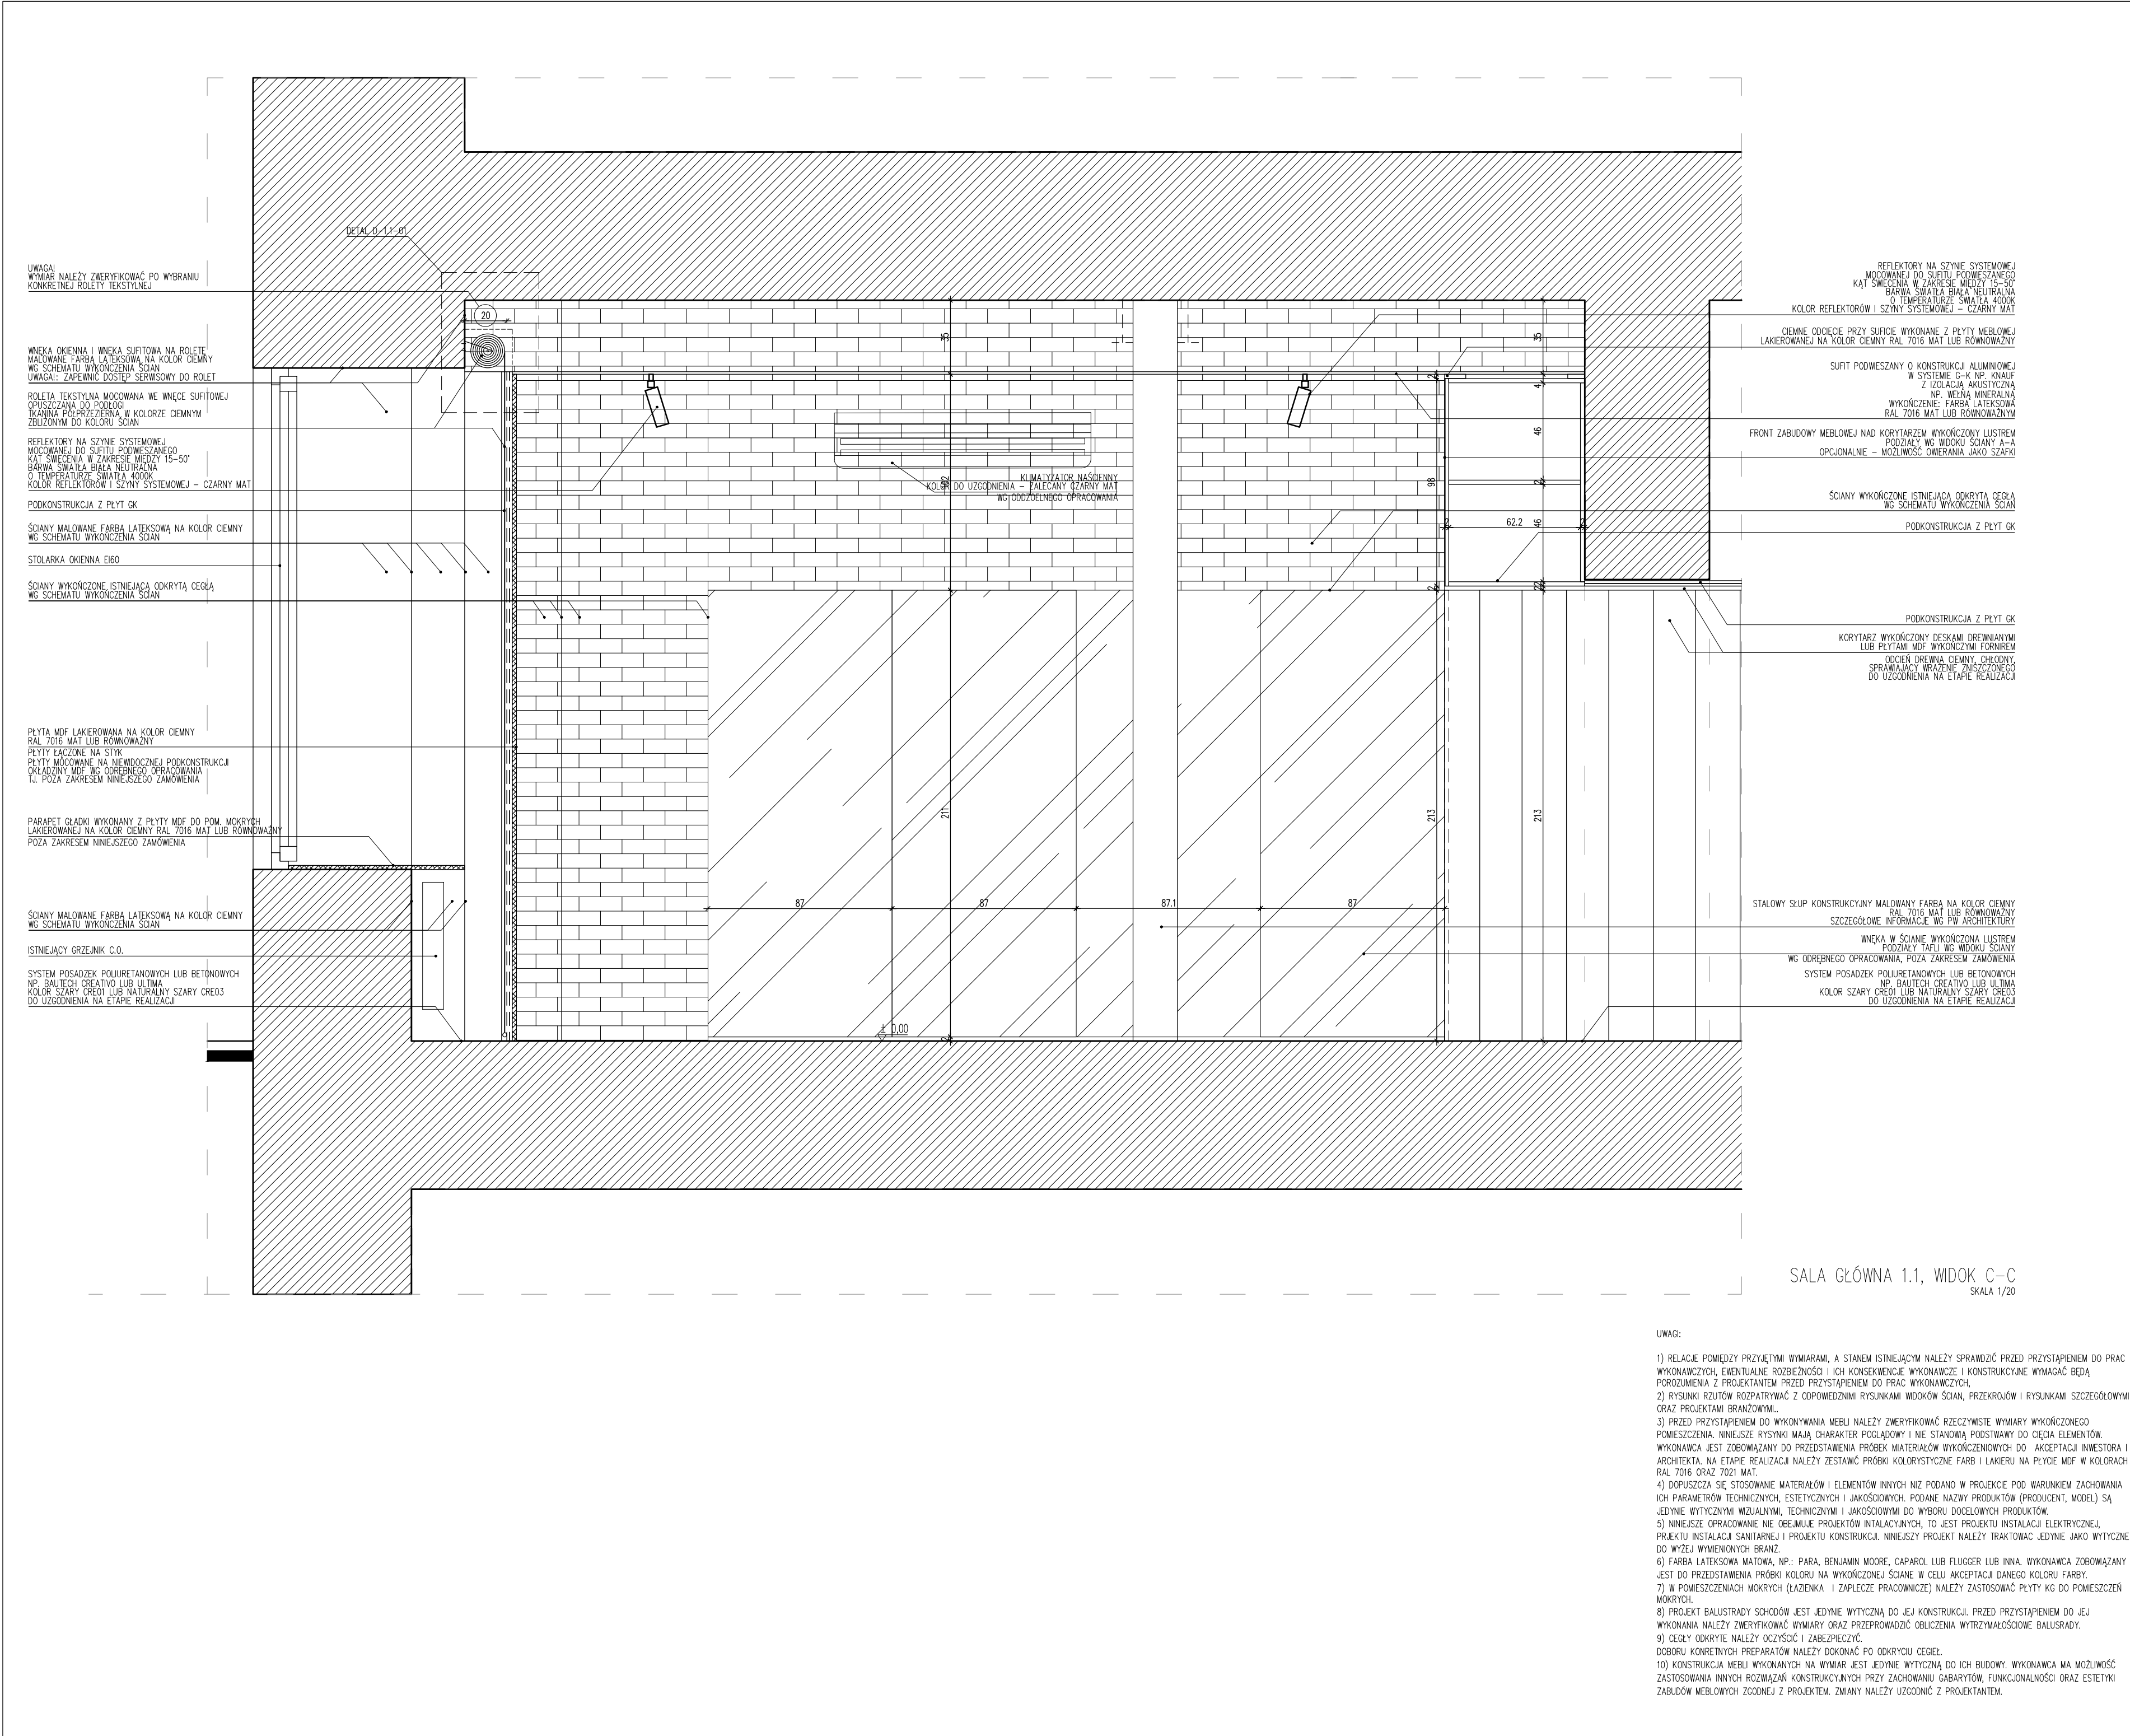 DETAL D-1.1-01
UWAGA!
WYMIAR NALEŻY ZWERYFIKOWAĆ PO WYBRANIU
KONKRETNEJ ROLETY TEKSTYLNEJ
WNĘKA OKIENNA I WNĘKA SUFITOWA NA ROLETĘ
MALOWANE FARBĄ LATEKSOWĄ NA KOLOR CIEMNY
WG SCHEMATU WYKOŃCZENIA ŚCIAN
UWAGA!: ZAPEWNIĆ DOSTĘP SERWISOWY DO ROLET
ROLETA TEKSTYLNA MOCOWANA WE WNĘCE SUFITOWEJ
OPUSZCZANA DO PODŁOGI
TKANINA PÓŁPRZEZIERNA, W KOLORZE CIEMNYM
ZBLIŻONYM DO KOLORU ŚCIAN
REFLEKTORY NA SZYNIE SYSTEMOWEJ
MOCOWANEJ DO SUFITU PODWIESZANEGO
KĄT ŚWIECENIA W ZAKRESIE MIĘDZY 15-50°
BARWA ŚWIATŁA BIAŁA NEUTRALNA
O TEMPERATURZE ŚWIATŁA 4000K
KOLOR REFLEKTORÓW I SZYNY SYSTEMOWEJ - CZARNY MAT
PODKONSTRUKCJA Z PŁYT GK
ŚCIANY MALOWANE FARBĄ LATEKSOWĄ NA KOLOR CIEMNY
WG SCHEMATU WYKOŃCZENIA ŚCIAN
STOLARKA OKIENNA EI60
ŚCIANY WYKOŃCZONE ISTNIEJĄCĄ ODKRYTĄ CEGŁĄ
WG SCHEMATU WYKOŃCZENIA ŚCIAN
PŁYTA MDF LAKIEROWANA NA KOLOR CIEMNY
RAL 7016 MAT LUB RÓWNOWAŻNY
PŁYTY ŁĄCZONE NA STYK
PŁYTY MOCOWANE NA NIEWIDOCZNEJ PODKONSTRUKCJI
OKŁADZINY MDF WG ODRĘBNEGO OPRACOWANIA
TJ. POZA ZAKRESEM NINIEJSZEGO ZAMÓWIENIA
PARAPET GŁADKI WYKONANY Z PŁYTY MDF DO POM. MOKRYCH
LAKIEROWANEJ NA KOLOR CIEMNY RAL 7016 MAT LUB RÓWNOWAŻNY
POZA ZAKRESEM NINIEJSZEGO ZAMÓWIENIA
ŚCIANY MALOWANE FARBĄ LATEKSOWĄ NA KOLOR CIEMNY
WG SCHEMATU WYKOŃCZENIA ŚCIAN
ISTNIEJĄCY GRZEJNIK C.O.
SYSTEM POSADZEK POLIURETANOWYCH LUB BETONOWYCH
NP. BAUTECH CREATIVO LUB ULTIMA
KOLOR SZARY CRE01 LUB NATURALNY SZARY CRE03
DO UZGODNIENIA NA ETAPIE REALIZACJI
20
35
KLIMATYZATOR NAŚCIENNY
KOLOR DO UZGODNIENIA - ZALECANY CZARNY MAT
WG ODDZOELNEGO OPRACOWANIA
211
87
87
87.1
87
± 0,00
2
2
98
2
213
35
4
46
2
46
2
62.2
2
22
213
REFLEKTORY NA SZYNIE SYSTEMOWEJ
MOCOWANEJ DO SUFITU PODWIESZANEGO
KĄT ŚWIECENIA W ZAKRESIE MIĘDZY 15-50°
BARWA ŚWIATŁA BIAŁA NEUTRALNA
O TEMPERATURZE ŚWIATŁA 4000K
KOLOR REFLEKTORÓW I SZYNY SYSTEMOWEJ - CZARNY MAT
CIEMNE ODCIĘCIE PRZY SUFICIE WYKONANE Z PŁYTY MEBLOWEJ
LAKIEROWANEJ NA KOLOR CIEMNY RAL 7016 MAT LUB RÓWNOWAŻNY
SUFIT PODWIESZANY O KONSTRUKCJI ALUMINIOWEJ
W SYSTEMIE G-K NP. KNAUF
Z IZOLACJĄ AKUSTYCZNĄ
NP. WEŁNĄ MINERALNĄ
WYKOŃCZENIE: FARBA LATEKSOWA
RAL 7016 MAT LUB RÓWNOWAŻNYM
FRONT ZABUDOWY MEBLOWEJ NAD KORYTARZEM WYKOŃCZONY LUSTREM
PODZIAŁY WG WIDOKU ŚCIANY A-A
OPCJONALNIE - MOŻLIWOŚĆ OWIERANIA JAKO SZAFKI
ŚCIANY WYKOŃCZONE ISTNIEJĄCĄ ODKRYTĄ CEGŁĄ
WG SCHEMATU WYKOŃCZENIA ŚCIAN
PODKONSTRUKCJA Z PŁYT GK
PODKONSTRUKCJA Z PŁYT GK
KORYTARZ WYKOŃCZONY DESKAMI DREWNIANYMI
LUB PŁYTAMI MDF WYKOŃCZYMI FORNIREM
ODCIEŃ DREWNA CIEMNY, CHŁODNY,
SPRAWIAJĄCY WRAŻENIE ZNISZCZONEGO
DO UZGODNIENIA NA ETAPIE REALIZACJI
STALOWY SŁUP KONSTRUKCYJNY MALOWANY FARBĄ NA KOLOR CIEMNY
RAL 7016 MAT LUB RÓWNOWAŻNY
SZCZEGÓŁOWE INFORMACJE WG PW ARCHITEKTURY
WNĘKA W ŚCIANIE WYKOŃCZONA LUSTREM
PODZIAŁY TAFLI WG WIDOKU ŚCIANY
WG ODRĘBNEGO OPRACOWANIA, POZA ZAKRESEM ZAMÓWIENIA
SYSTEM POSADZEK POLIURETANOWYCH LUB BETONOWYCH
NP. BAUTECH CREATIVO LUB ULTIMA
KOLOR SZARY CRE01 LUB NATURALNY SZARY CRE03
DO UZGODNIENIA NA ETAPIE REALIZACJI
SALA GŁÓWNA 1.1, WIDOK C-C
SKALA 1/20
UWAGI:
1) RELACJE POMIĘDZY PRZYJĘTYMI WYMIARAMI, A STANEM ISTNIEJĄCYM NALEŻY SPRAWDZIĆ PRZED PRZYSTĄPIENIEM DO PRAC
WYKONAWCZYCH, EWENTUALNE ROZBIEŻNOŚCI I ICH KONSEKWENCJE WYKONAWCZE I KONSTRUKCYJNE WYMAGAĆ BĘDĄ
POROZUMIENIA Z PROJEKTANTEM PRZED PRZYSTĄPIENIEM DO PRAC WYKONAWCZYCH,
2) RYSUNKI RZUTÓW ROZPATRYWAĆ Z ODPOWIEDZNIMI RYSUNKAMI WIDOKÓW ŚCIAN, PRZEKROJÓW I RYSUNKAMI SZCZEGÓŁOWYMI
ORAZ PROJEKTAMI BRANŻOWYMI..
3) PRZED PRZYSTĄPIENIEM DO WYKONYWANIA MEBLI NALEŻY ZWERYFIKOWAĆ RZECZYWISTE WYMIARY WYKOŃCZONEGO
POMIESZCZENIA. NINIEJSZE RYSYNKI MAJĄ CHARAKTER POGLĄDOWY I NIE STANOWIĄ PODSTWAWY DO CIĘCIA ELEMENTÓW.
WYKONAWCA JEST ZOBOWIĄZANY DO PRZEDSTAWIENIA PRÓBEK MIATERIAŁÓW WYKOŃCZENIOWYCH DO AKCEPTACJI INWESTORA I
ARCHITEKTA. NA ETAPIE REALIZACJI NALEŻY ZESTAWIĆ PRÓBKI KOLORYSTYCZNE FARB I LAKIERU NA PŁYCIE MDF W KOLORACH
RAL 7016 ORAZ 7021 MAT.
4) DOPUSZCZA SIĘ STOSOWANIE MATERIAŁÓW I ELEMENTÓW INNYCH NIZ PODANO W PROJEKCIE POD WARUNKIEM ZACHOWANIA
ICH PARAMETRÓW TECHNICZNYCH, ESTETYCZNYCH I JAKOŚCIOWYCH. PODANE NAZWY PRODUKTÓW (PRODUCENT, MODEL) SĄ
JEDYNIE WYTYCZNYMI WIZUALNYMI, TECHNICZNYMI I JAKOŚCIOWYMI DO WYBORU DOCELOWYCH PRODUKTÓW.
5) NINIEJSZE OPRACOWANIE NIE OBEJMUJE PROJEKTÓW INTALACYJNYCH, TO JEST PROJEKTU INSTALACJI ELEKTRYCZNEJ,
PRJEKTU INSTALACJI SANITARNEJ I PROJEKTU KONSTRUKCJI. NINIEJSZY PROJEKT NALEŻY TRAKTOWAC JEDYNIE JAKO WYTYCZNE
DO WYŻEJ WYMIENIONYCH BRANŻ.
6) FARBA LATEKSOWA MATOWA, NP.: PARA, BENJAMIN MOORE, CAPAROL LUB FLUGGER LUB INNA. WYKONAWCA ZOBOWIĄZANY
JEST DO PRZEDSTAWIENIA PRÓBKI KOLORU NA WYKOŃCZONEJ ŚCIANE W CELU AKCEPTACJI DANEGO KOLORU FARBY.
7) W POMIESZCZENIACH MOKRYCH (ŁAZIENKA I ZAPLECZE PRACOWNICZE) NALEŻY ZASTOSOWAĆ PŁYTY KG DO POMIESZCZEŃ
MOKRYCH.
8) PROJEKT BALUSTRADY SCHODÓW JEST JEDYNIE WYTYCZNĄ DO JEJ KONSTRUKCJI. PRZED PRZYSTĄPIENIEM DO JEJ
WYKONANIA NALEŻY ZWERYFIKOWAĆ WYMIARY ORAZ PRZEPROWADZIĆ OBLICZENIA WYTRZYMAŁOŚCIOWE BALUSRADY.
9) CEGŁY ODKRYTE NALEŻY OCZYŚCIĆ I ZABEZPIECZYĆ.
DOBORU KONRETNYCH PREPARATÓW NALEŻY DOKONAĆ PO ODKRYCIU CEGIEŁ.
10) KONSTRUKCJA MEBLI WYKONANYCH NA WYMIAR JEST JEDYNIE WYTYCZNĄ DO ICH BUDOWY. WYKONAWCA MA MOŻLIWOŚĆ
ZASTOSOWANIA INNYCH ROZWIĄZAŃ KONSTRUKCYJNYCH PRZY ZACHOWANIU GABARYTÓW, FUNKCJONALNOŚCI ORAZ ESTETYKI
ZABUDÓW MEBLOWYCH ZGODNEJ Z PROJEKTEM. ZMIANY NALEŻY UZGODNIĆ Z PROJEKTANTEM.